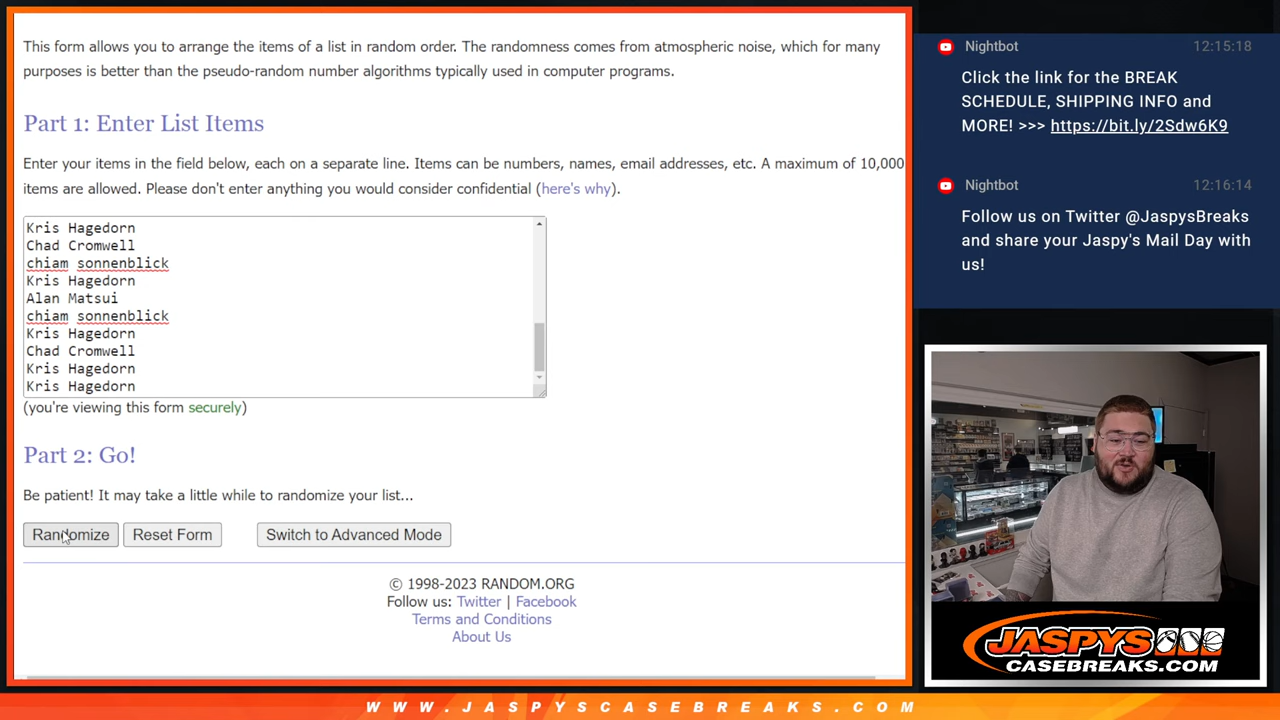 This form allows you to arrange the items of a list in random order. The randomness comes from atmospheric noise, which for many
purposes is better than the pseudo-random number algorithms typically used in computer programs.
Part 1: Enter List Items
Enter your items in the field below, each on a separate line. Items can be numbers, names, email addresses, etc. A maximum of 10,000
items are allowed. Please don't enter anything you would consider confidential (here's why).
Kris Hagedorn
Chad Cromwell
chiam sonnenblick
Kris Hagedorn
Alan Matsui
chiam sonnenblick
Kris Hagedorn
Chad Cromwell
Kris Hagedorn
Kris Hagedorn
(you're viewing this form securely)
Part 2: Go!
Be patient! It may take a little while to randomize your list...
Randomize
Reset Form
Switch to Advanced Mode
© 1998-2023 RANDOM.ORG
Follow us: Twitter | Facebook
Terms and Conditions
About Us
Nightbot
12:15:18
Click the link for the BREAK
SCHEDULE, SHIPPING INFO and
MORE! >>> https://bit.ly/2Sdw6K9
Nightbot
12:16:14
Follow us on Twitter @JaspysBreaks
and share your Jaspy's Mail Day with
us!
JASPYS
CASEBREAKS.COM
WWW.JASPYSCASEBREAKS.COM